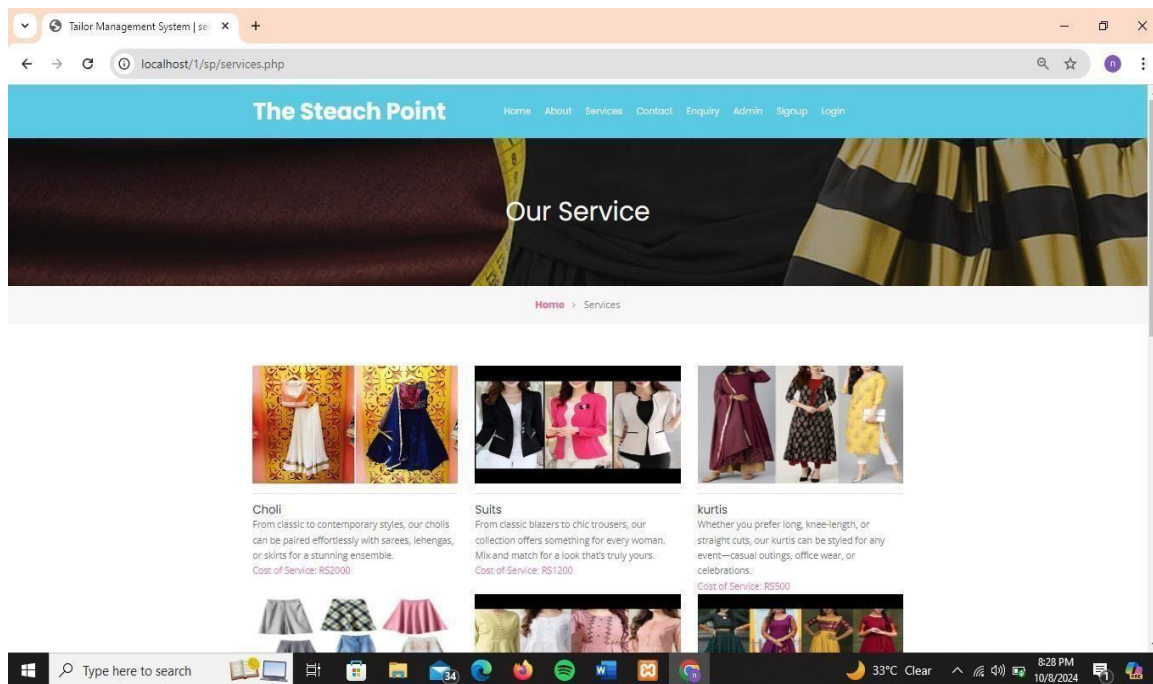 Tailor Management System | se
localhost/1/sp/services.php
n
The Steach Point
Home About Services Contact Enquiry Admin Signup Login
Our Service
Home > Services
Choli
From classic to contemporary styles, our cholis
can be paired effortlessly with sarees, lehengas,
or skirts for a stunning ensemble.
Cost of Service: RS2000
Suits
From classic blazers to chic trousers, our
collection offers something for every woman.
Mix and match for a look that's truly yours.
Cost of Service: RS1200
kurtis
Whether you prefer long, knee-length, or
straight cuts, our kurtis can be styled for any
event—casual outings, office wear, or
celebrations.
Cost of Service: RS500
Type here to search
34
33°C Clear
8:28 PM
10/8/2024
1